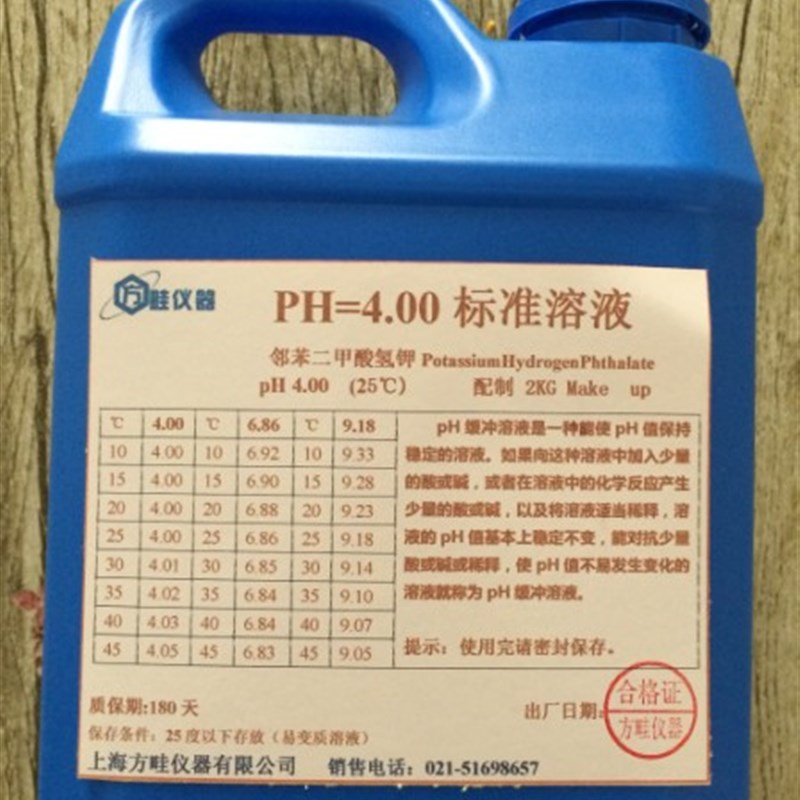 方畦仪器
PH=4.00 标准溶液
邻苯二甲酸氢钾 PotassiumHydrogenPhthalate
pH 4.00 (25℃) 配制 2KG Make up
℃ 4.00 ℃ 6.86 ℃ 9.18
10 4.00 10 6.92 10 9.33
15 4.00 15 6.90 15 9.28
20 4.00 20 6.88 20 9.23
25 4.00 25 6.86 25 9.18
30 4.01 30 6.85 30 9.14
35 4.02 35 6.84 35 9.10
40 4.03 40 6.84 40 9.07
45 4.05 45 6.83 45 9.05
pH 缓冲溶液是一种能使 pH 值保持
稳定的溶液。如果向这种溶液中加入少量
的酸或碱，或者在溶液中的化学反应产生
少量的酸或碱，以及将溶液适当稀释，溶
液的 pH 值基本上稳定不变，能对抗少量
酸或碱或稀释，使 pH 值不易发生变化的
溶液就称为 pH 缓冲溶液。
提示：使用完请密封保存。
质保期:180 天
出厂日期:
合格证
方畦仪器
保存条件：25 度以下存放（易变质溶液）
上海方畦仪器有限公司 销售电话：021-51698657